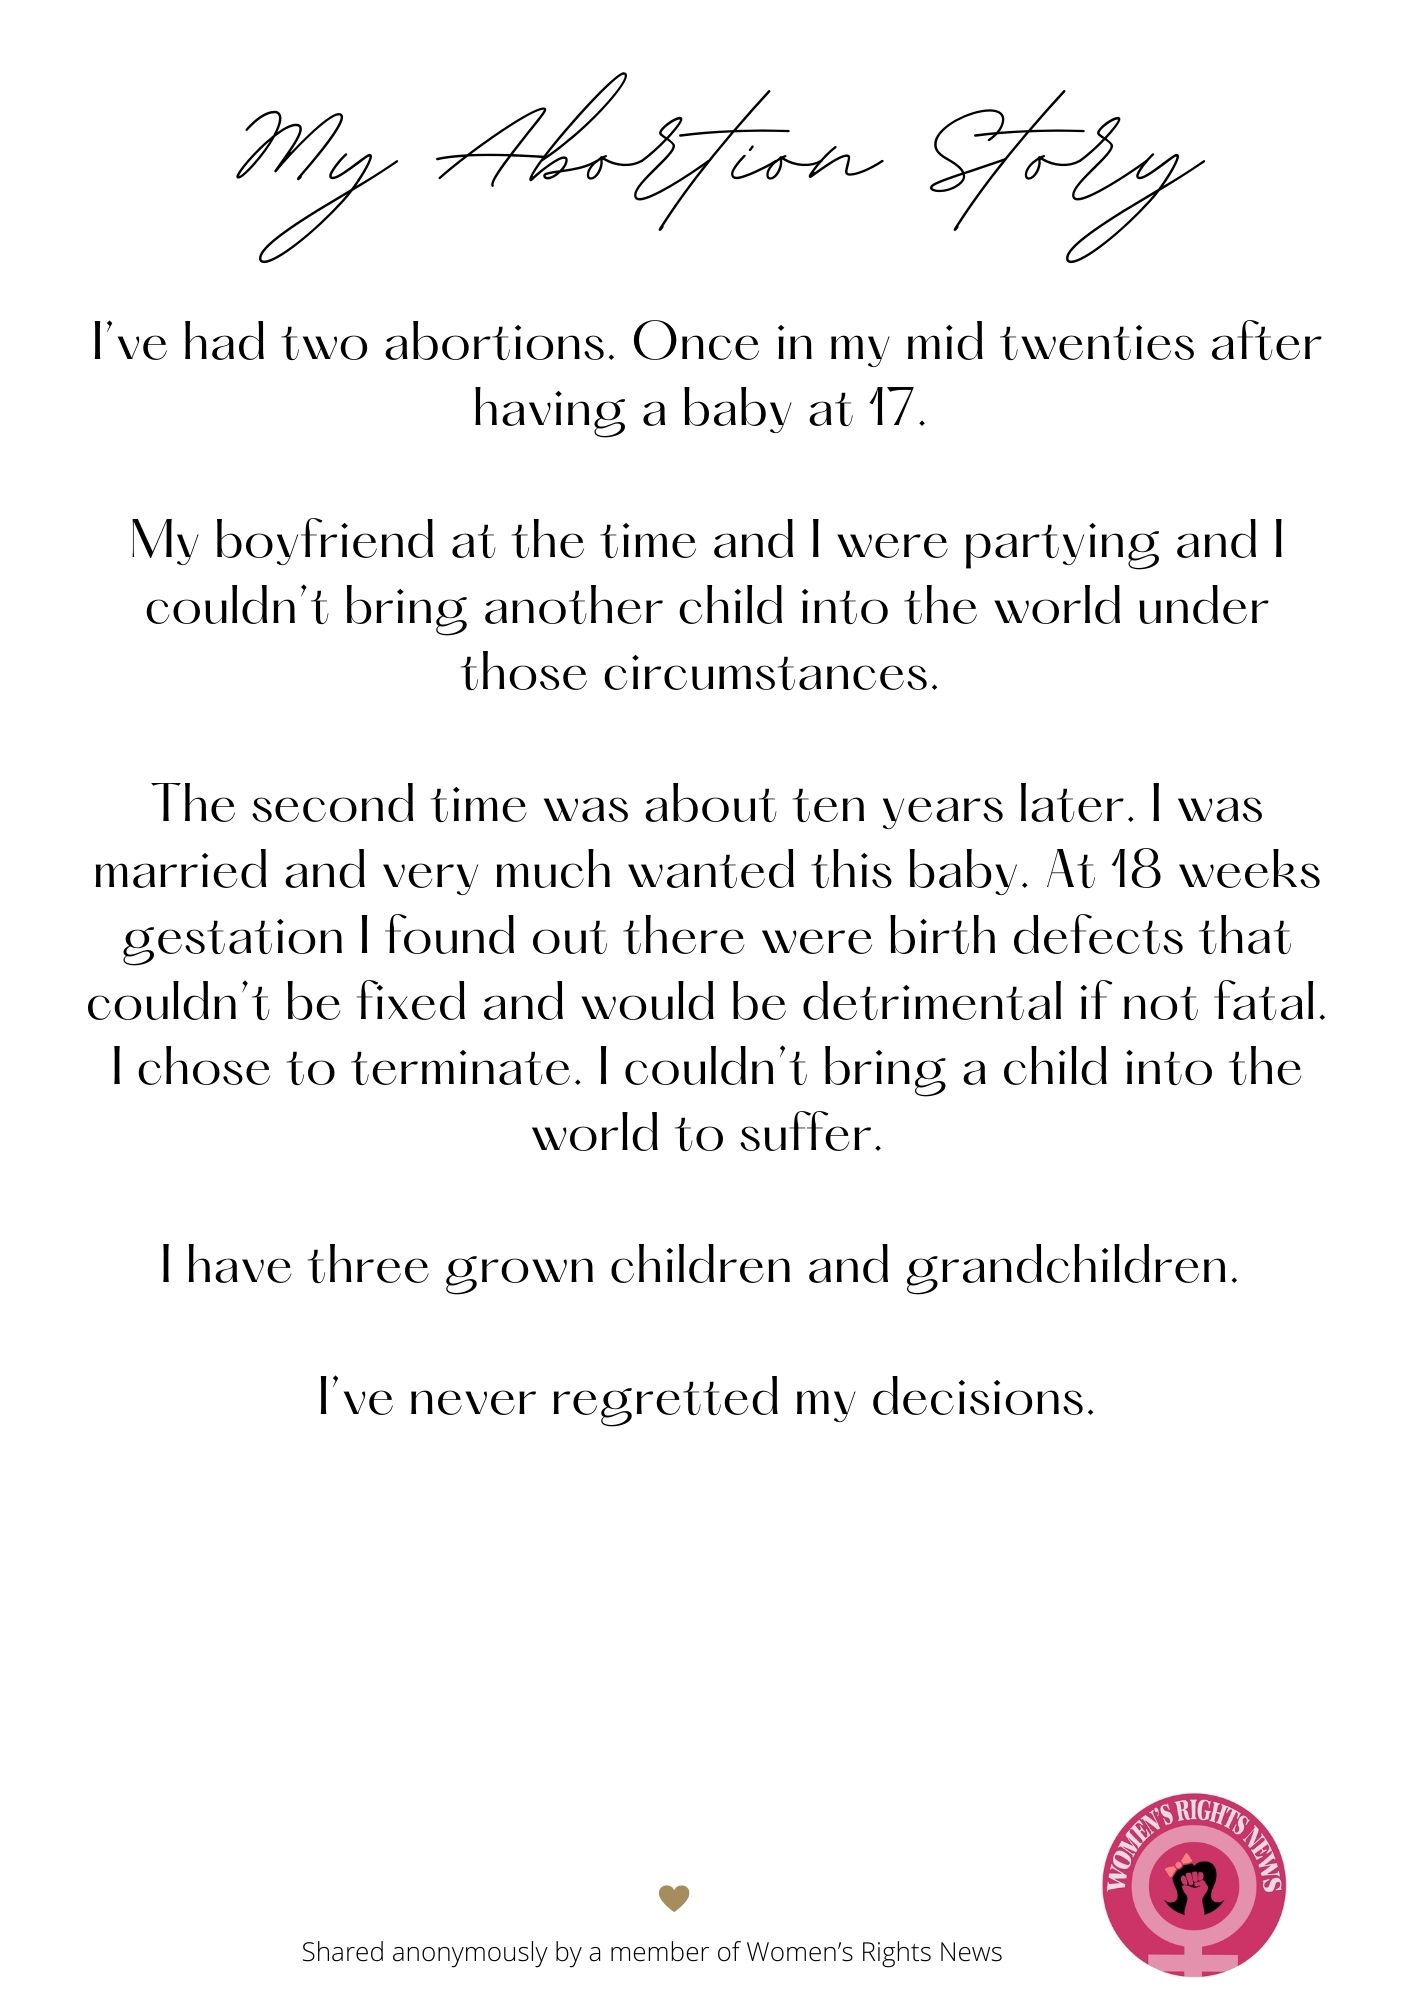 My Abortion Story
I've had two abortions. Once in my mid twenties after
having a baby at 17.
My boyfriend at the time and I were partying and I
couldn't bring another child into the world under
those circumstances.
The second time was about ten years later. I was
married and very much wanted this baby. At 18 weeks
gestation I found out there were birth defects that
couldn't be fixed and would be detrimental if not fatal.
I chose to terminate. I couldn't bring a child into the
world to suffer.
I have three grown children and grandchildren.
I've never regretted my decisions.
WOMEN'S RIGHTS NEWS
Shared anonymously by a member of Women's Rights News